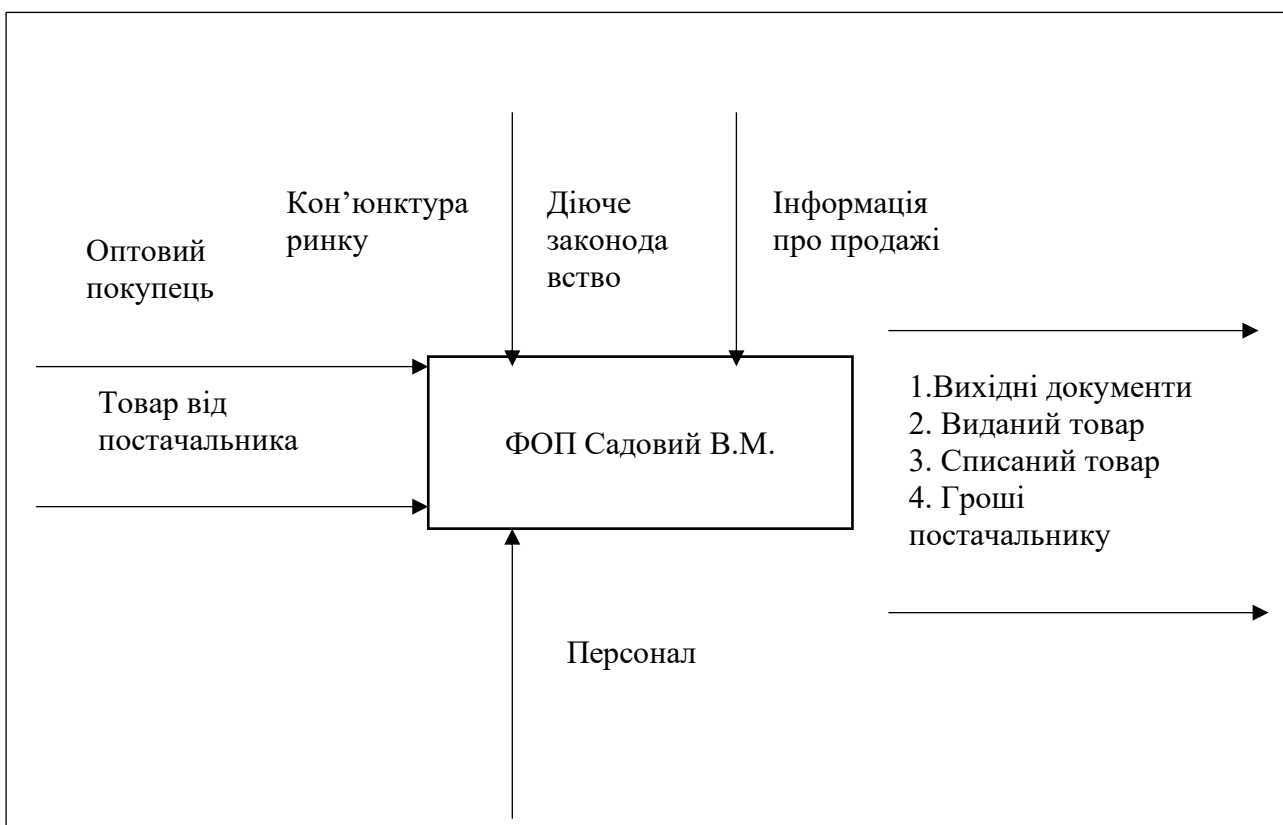 Кон’юнктура
ринку
Діюче
законода
вство
Інформація
про продажі
Оптовий
покупець
Товар від
постачальника
ФОП Садовий В.М.
1.Вихідні документи
2. Виданий товар
3. Списаний товар
4. Гроші
постачальнику
Персонал